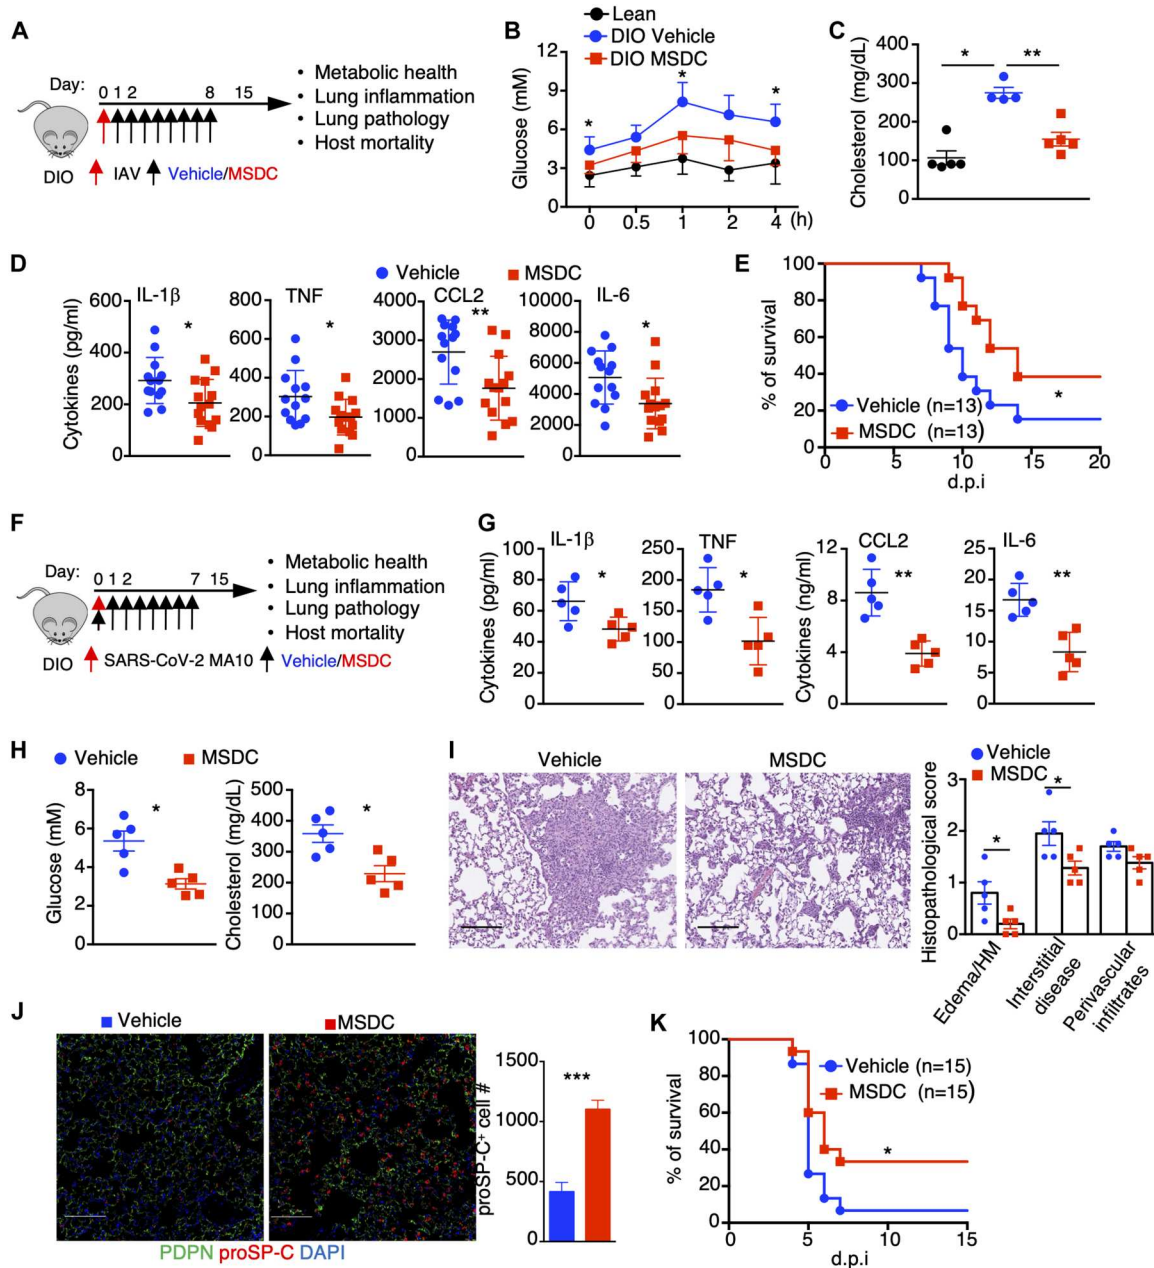 A
Day:
0 1 2 8 15
DIO
IAV Vehicle/MSDC
• Metabolic health
• Lung inflammation
• Lung pathology
• Host mortality
B
Lean
DIO Vehicle
DIO MSDC
Glucose (mM)
12
9
6
3
0
* * *
0 0.5 1 2 4 (h)
C
Cholesterol (mg/dL)
400
300
200
100
0
* **
D
Vehicle MSDC
Cytokines (pg/ml)
IL-1β
600
400
200
0
*
TNF
800
600
400
200
0
*
CCL2
4000
3000
2000
1000
0
**
IL-6
10000
8000
6000
4000
2000
0
*
E
% of survival
100
80
60
40
20
0
Vehicle (n=13)
MSDC (n=13)
*
0 5 10 15 20
d.p.i
F
Day:
0 1 2 7 15
DIO
SARS-CoV-2 MA10 Vehicle/MSDC
• Metabolic health
• Lung inflammation
• Lung pathology
• Host mortality
G
Cytokines (pg/ml)
IL-1β
100
80
60
40
20
0
*
TNF
250
200
150
100
50
0
*
Cytokines (ng/ml)
CCL2
12
8
4
0
**
IL-6
25
20
15
10
5
0
**
H
Vehicle MSDC
Glucose (mM)
8
6
4
2
0
*
Cholesterol (mg/dL)
500
400
300
200
100
0
*
I
Vehicle MSDC
Histopathological score
Vehicle
MSDC
3
2
1
0
* *
Edema/HM
Interstitial
disease
Perivascular
infiltrates
J
Vehicle MSDC
PDPN proSP-C DAPI
proSP-C+ cell #
1500
1000
500
0
***
K
% of survival
100
80
60
40
20
0
Vehicle (n=15)
MSDC (n=15)
*
0 5 10 15
d.p.i